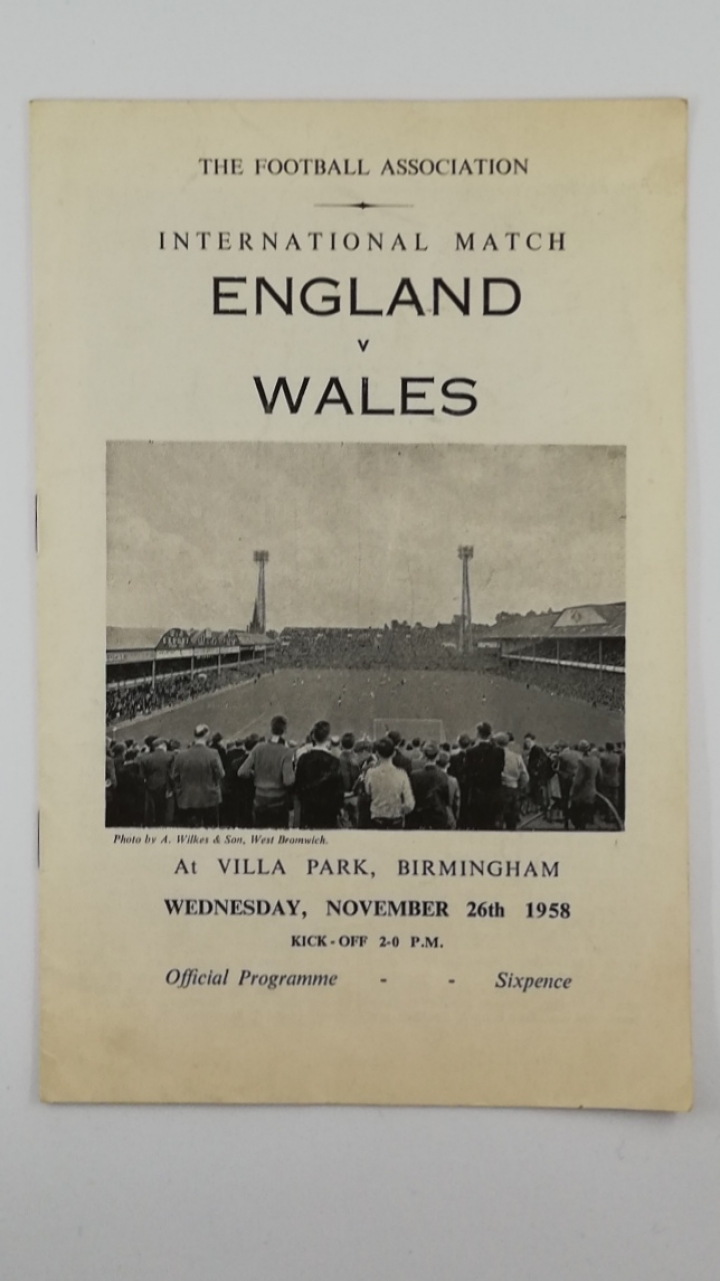 THE FOOTBALL ASSOCIATION
INTERNATIONAL MATCH
ENGLAND
v
WALES
Photo by A. Wilkes & Son, West Bromwich.
At VILLA PARK, BIRMINGHAM
WEDNESDAY, NOVEMBER 26th 1958
KICK-OFF 2-0 P.M.
Official Programme - - Sixpence